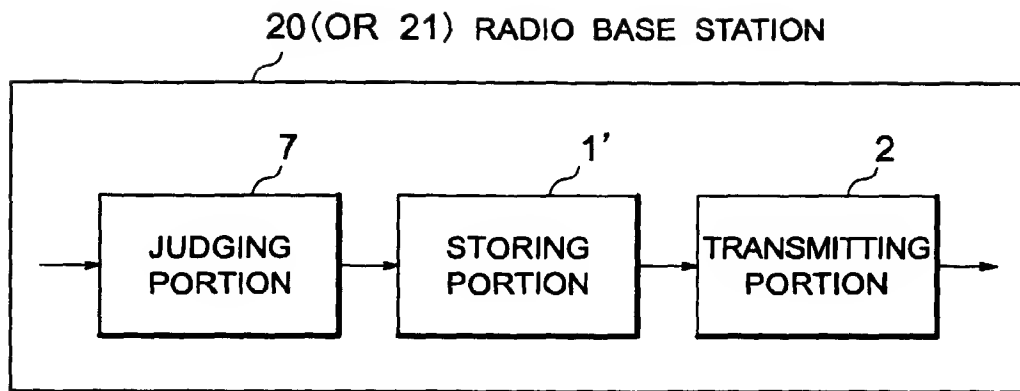 20(OR 21) RADIO BASE STATION
7
1'
2
JUDGING
PORTION
STORING
PORTION
TRANSMITTING
PORTION